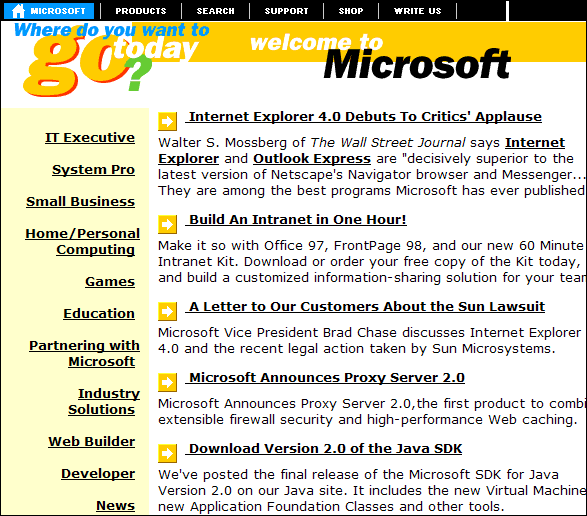 MICROSOFT PRODUCTS SEARCH SUPPORT SHOP WRITE US
Where do you want to
go today?
welcome to
Microsoft
IT Executive
System Pro
Small Business
Home/Personal
Computing
Games
Education
Partnering with
Microsoft
Industry
Solutions
Web Builder
Developer
News
Internet Explorer 4.0 Debuts To Critics' Applause
Walter S. Mossberg of The Wall Street Journal says Internet
Explorer and Outlook Express are "decisively superior to the
latest version of Netscape's Navigator browser and Messenger...
They are among the best programs Microsoft has ever published
Build An Intranet in One Hour!
Make it so with Office 97, FrontPage 98, and our new 60 Minute
Intranet Kit. Download or order your free copy of the Kit today,
and build a customized information-sharing solution for your tea
A Letter to Our Customers About the Sun Lawsuit
Microsoft Vice President Brad Chase discusses Internet Explorer
4.0 and the recent legal action taken by Sun Microsystems.
Microsoft Announces Proxy Server 2.0
Microsoft Announces Proxy Server 2.0,the first product to combi
extensible firewall security and high-performance Web caching.
Download Version 2.0 of the Java SDK
We've posted the final release of the Microsoft SDK for Java
Version 2.0 on our Java site. It includes the new Virtual Machine
new Application Foundation Classes and other tools.